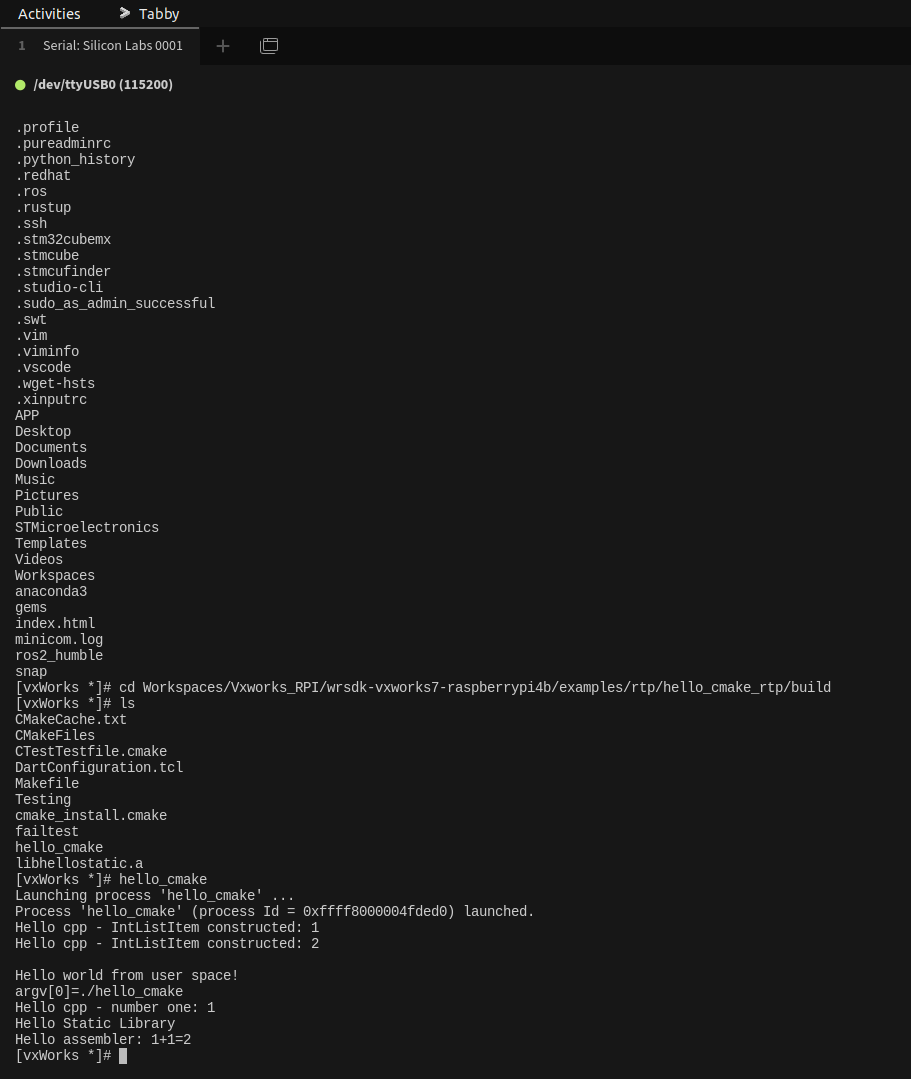 Activities Tabby
1 Serial: Silicon Labs 0001
/dev/ttyUSB0 (115200)
.profile
.pureadminrc
.python_history
.redhat
.ros
.rustup
.ssh
.stm32cubemx
.stmcube
.stmcufinder
.studio-cli
.sudo_as_admin_successful
.swt
.vim
.viminfo
.vscode
.wget-hsts
.xinputrc
APP
Desktop
Documents
Downloads
Music
Pictures
Public
STMicroelectronics
Templates
Videos
Workspaces
anaconda3
gems
index.html
minicom.log
ros2_humble
snap
[vxWorks *]# cd Workspaces/Vxworks_RPI/wrsdk-vxworks7-raspberrypi4b/examples/rtp/hello_cmake_rtp/build
[vxWorks *]# ls
CMakeCache.txt
CMakeFiles
CTestTestfile.cmake
DartConfiguration.tcl
Makefile
Testing
cmake_install.cmake
failtest
hello_cmake
libhellostatic.a
[vxWorks *]# hello_cmake
Launching process 'hello_cmake' ...
Process 'hello_cmake' (process Id = 0xffff8000004fded0) launched.
Hello cpp - IntListItem constructed: 1
Hello cpp - IntListItem constructed: 2
Hello world from user space!
argv[0]=./hello_cmake
Hello cpp - number one: 1
Hello Static Library
Hello assembler: 1+1=2
[vxWorks *]#